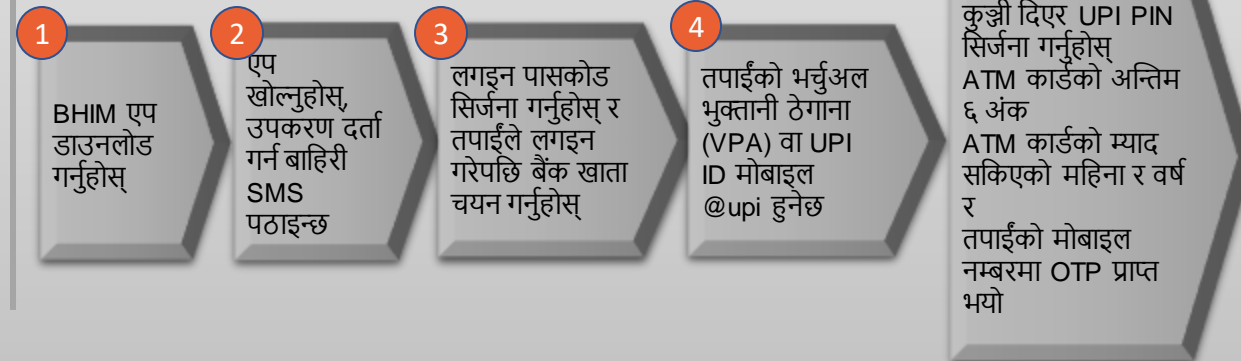 1
BHIM एप
डाउनलोड
गर्नुहोस्
2
एप
खोल्नुहोस्,
उपकरण दर्ता
गर्न बाहिरी
SMS
पठाइन्छ
3
लगइन पासकोड
सिर्जना गर्नुहोस् र
तपाईंले लगइन
गरेपछि बैंक खाता
चयन गर्नुहोस्
4
तपाईंको भर्चुअल
भुक्तानी ठेगाना
(VPA) वा UPI
ID मोबाइल
@upi हुनेछ
कुञ्जी दिएर UPI PIN
सिर्जना गर्नुहोस्
ATM कार्डको अन्तिम
६ अंक
ATM कार्डको म्याद
सकिएको महिना र वर्ष
र
तपाईंको मोबाइल
नम्बरमा OTP प्राप्त
भयो